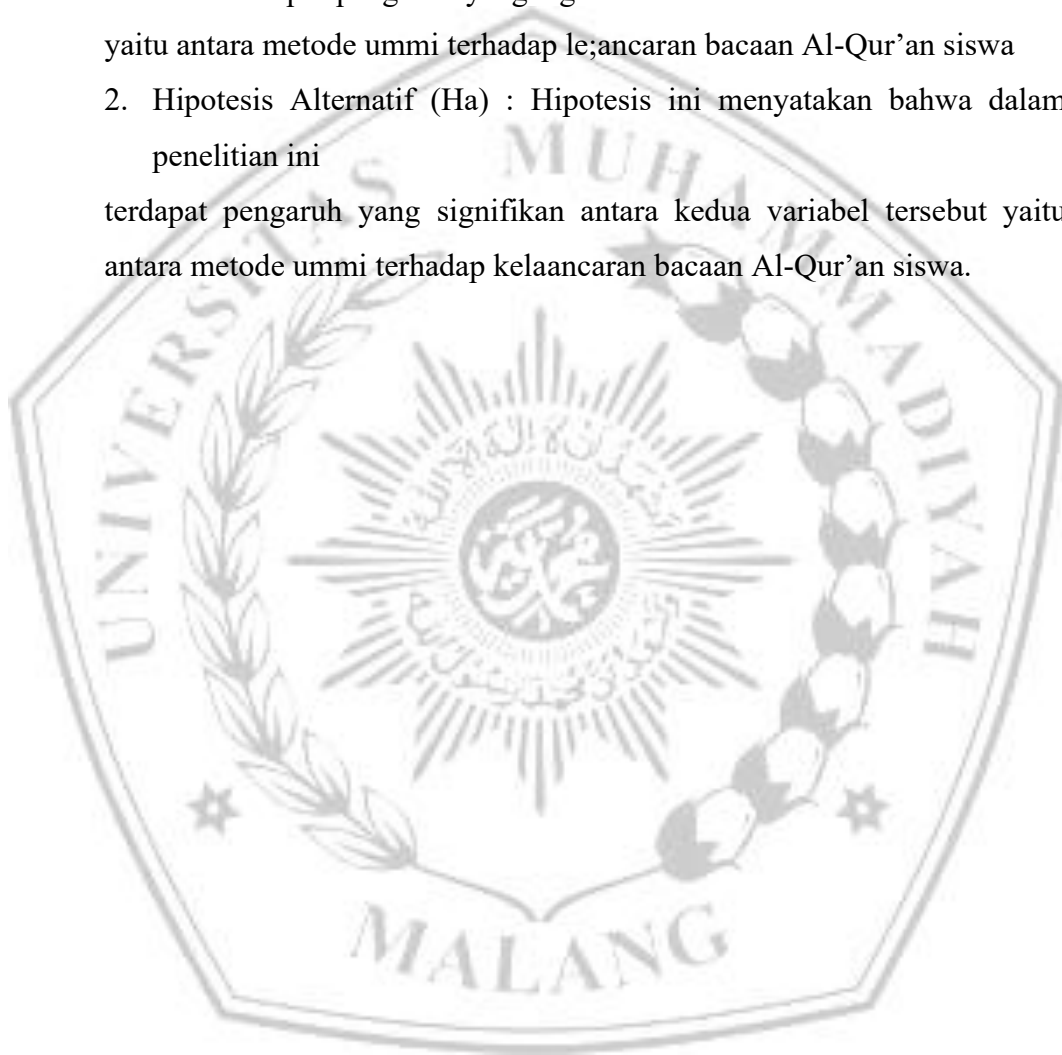 yaitu antara metode ummi terhadap le;ancaran bacaan Al-Qur’an siswa
2. Hipotesis Alternatif (Ha) : Hipotesis ini menyatakan bahwa dalam
penelitian ini
terdapat pengaruh yang signifikan antara kedua variabel tersebut yaitu
antara metode ummi terhadap kelaancaran bacaan Al-Qur’an siswa.
UNIVERSITAS MUHAMMADIYAH
MALANG